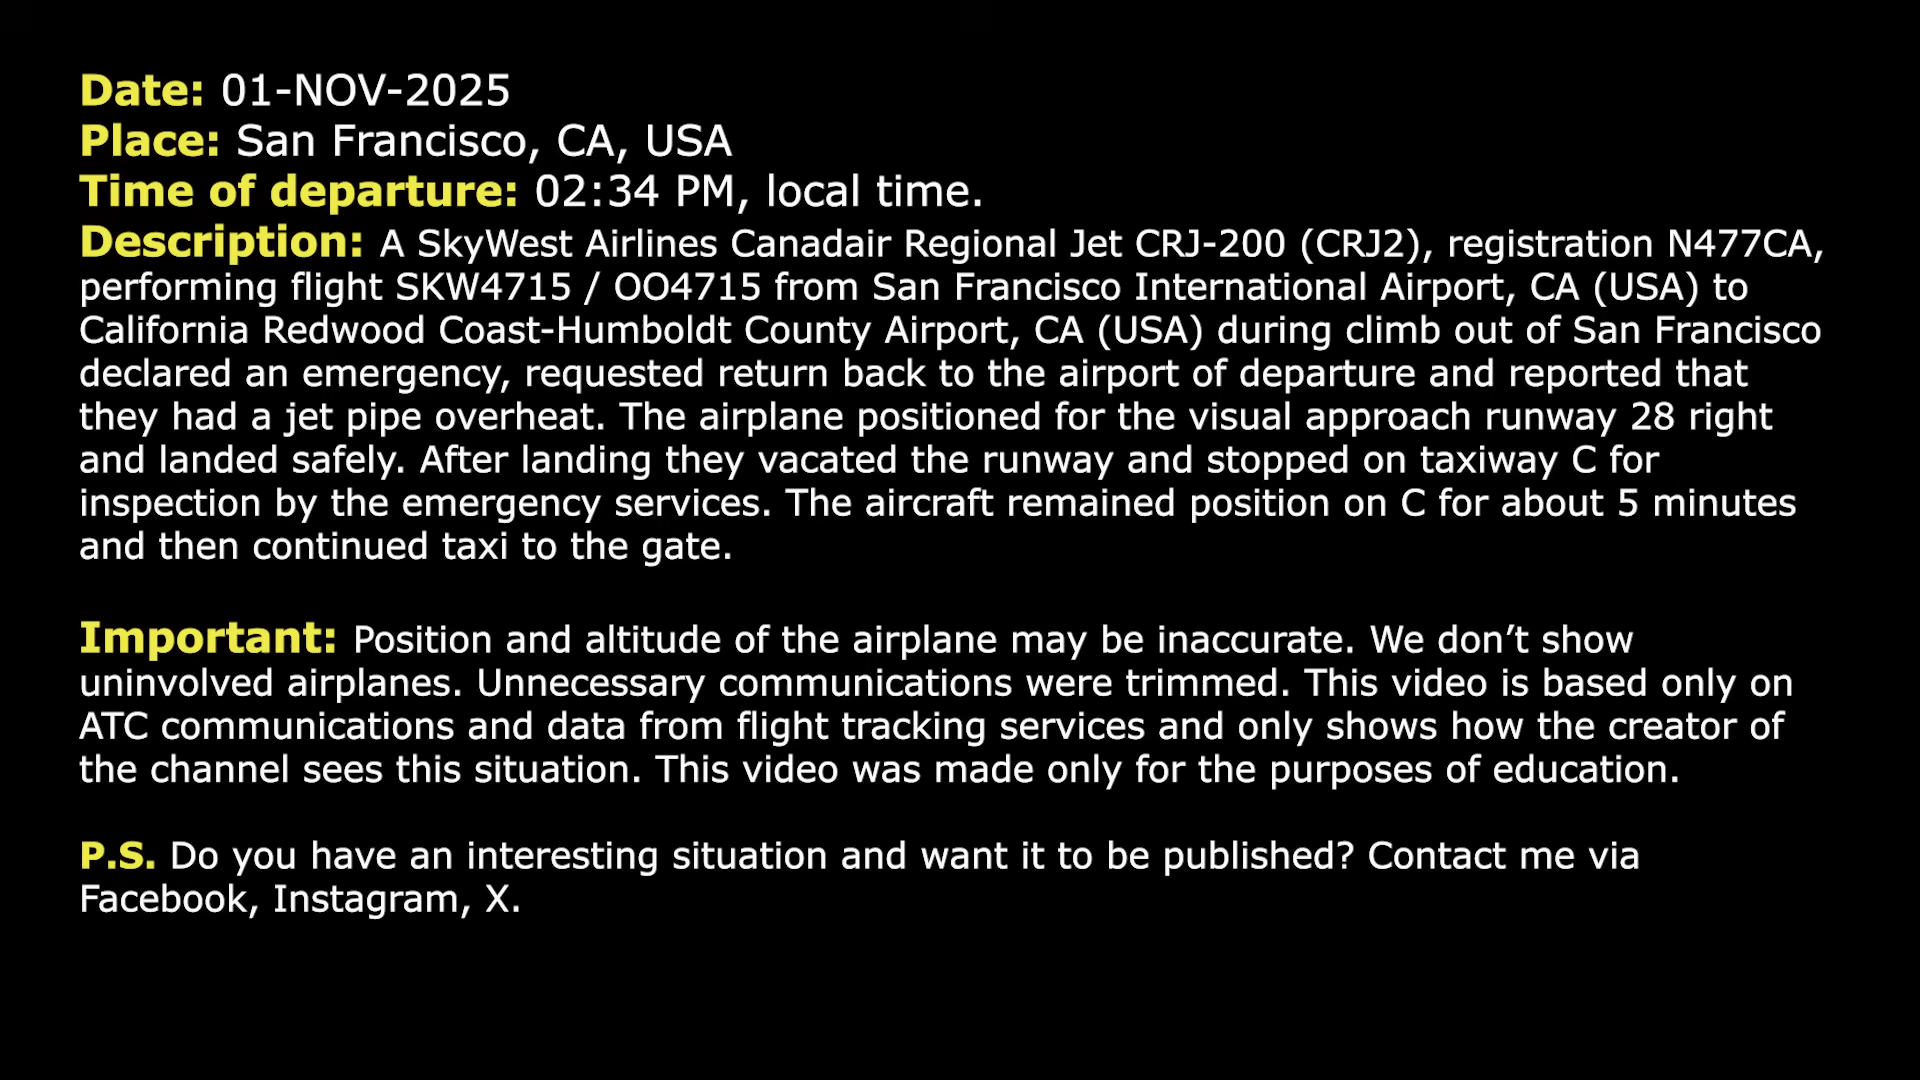 Date: 01-NOV-2025
Place: San Francisco, CA, USA
Time of departure: 02:34 PM, local time.
Description: A SkyWest Airlines Canadair Regional Jet CRJ-200 (CRJ2), registration N477CA,
performing flight SKW4715 / OO4715 from San Francisco International Airport, CA (USA) to
California Redwood Coast-Humboldt County Airport, CA (USA) during climb out of San Francisco
declared an emergency, requested return back to the airport of departure and reported that
they had a jet pipe overheat. The airplane positioned for the visual approach runway 28 right
and landed safely. After landing they vacated the runway and stopped on taxiway C for
inspection by the emergency services. The aircraft remained position on C for about 5 minutes
and then continued taxi to the gate.
Important: Position and altitude of the airplane may be inaccurate. We don’t show
uninvolved airplanes. Unnecessary communications were trimmed. This video is based only on
ATC communications and data from flight tracking services and only shows how the creator of
the channel sees this situation. This video was made only for the purposes of education.
P.S. Do you have an interesting situation and want it to be published? Contact me via
Facebook, Instagram, X.